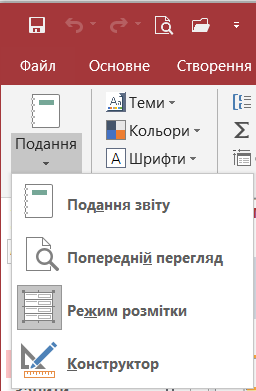 Файл Основне Створення
Подання
Теми
Кольори
Шрифти
Подання звіту
Попередній перегляд
Режим розмітки
Конструктор